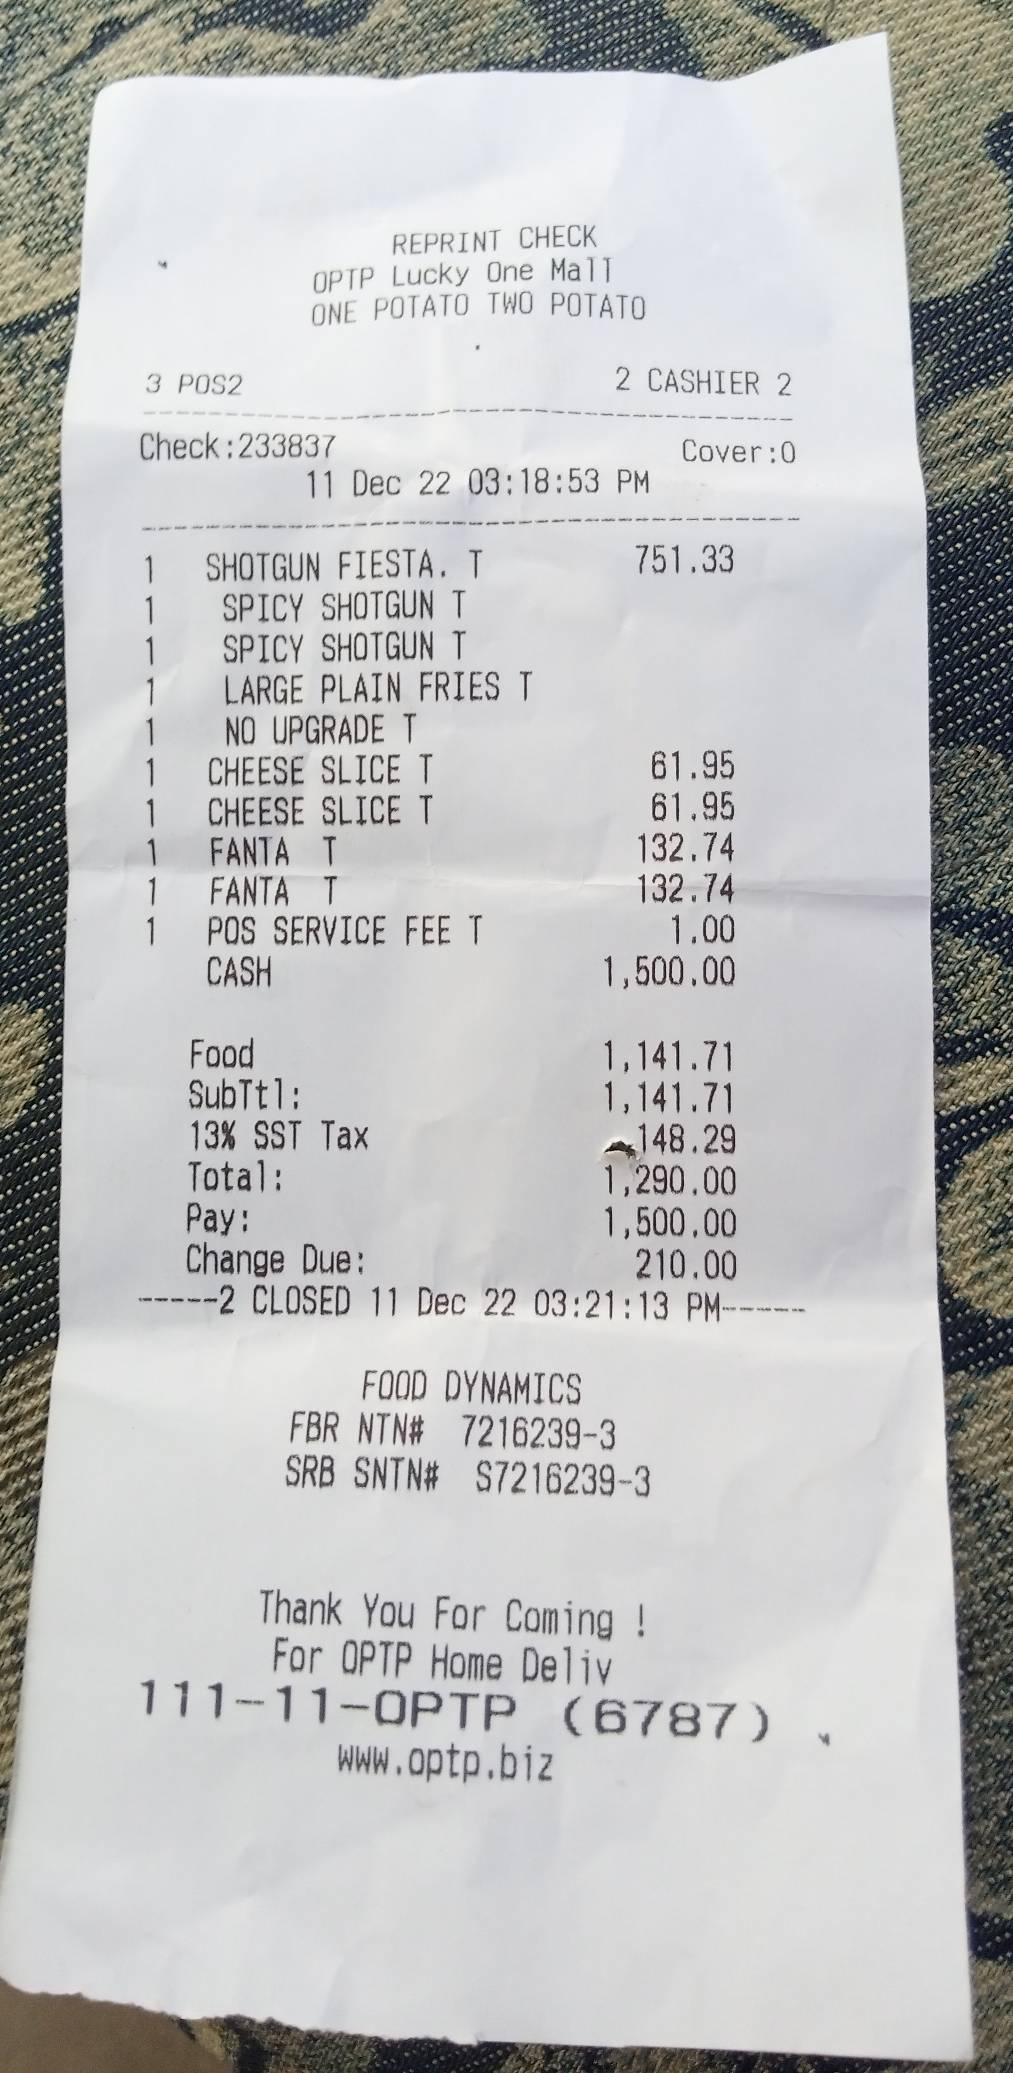 REPRINT CHECK
OPTP Lucky One Mall
ONE POTATO TWO POTATO
3 POS2 2 CASHIER 2
Check:233837 Cover:0
11 Dec 22 03:18:53 PM
1 SHOTGUN FIESTA. T 751.33
1 SPICY SHOTGUN T
1 SPICY SHOTGUN T
1 LARGE PLAIN FRIES T
1 NO UPGRADE T
1 CHEESE SLICE T 61.95
1 CHEESE SLICE T 61.95
1 FANTA T 132.74
1 FANTA T 132.74
1 POS SERVICE FEE T 1.00
CASH 1,500.00
Food 1,141.71
SubTtl: 1,141.71
13% SST Tax 148.29
Total: 1,290.00
Pay: 1,500.00
Change Due: 210.00
-----2 CLOSED 11 Dec 22 03:21:13 PM-----
FOOD DYNAMICS
FBR NTN# 7216239-3
SRB SNTN# S7216239-3
Thank You For Coming !
For OPTP Home Deliv
111-11-OPTP (6787)
www.optp.biz